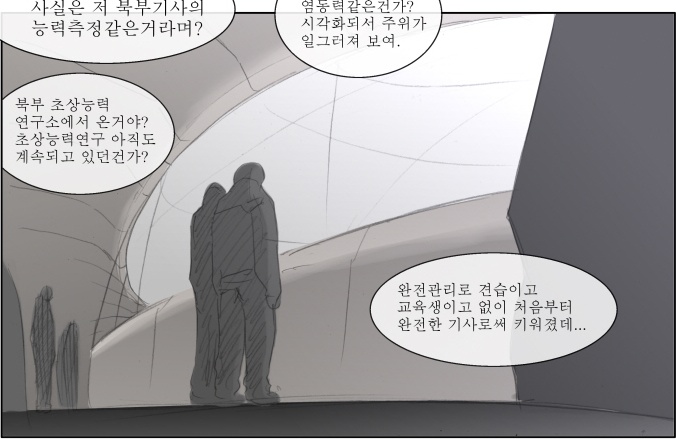 사실은 저 북부기사의
능력측정같은거라며?
염동력같은건가?
시각화되서 주위가
일그러져 보여.
북부 초상능력
연구소에서 온거야?
초상능력연구 아직도
계속되고 있던건가?
완전관리로 견습이고
교육생이고 없이 처음부터
완전한 기사로써 키워졌데...